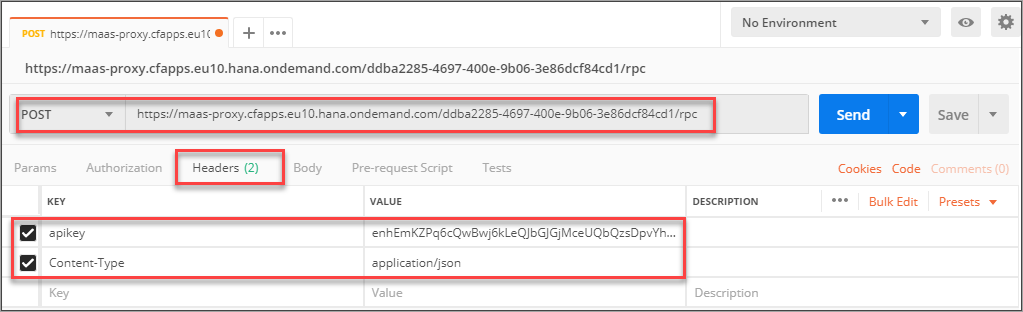 POST https://maas-proxy.cfapps.eu10. + ••• No Environment
https://maas-proxy.cfapps.eu10.hana.ondemand.com/ddba2285-4697-400e-9b06-3e86dcf84cd1/rpc
POST https://maas-proxy.cfapps.eu10.hana.ondemand.com/ddba2285-4697-400e-9b06-3e86dcf84cd1/rpc Send Save
Params Authorization Headers (2) Body Pre-request Script Tests Cookies Code Comments (0)
KEY VALUE DESCRIPTION ••• Bulk Edit Presets
apikey enhEmKZPq6cQwBwj6kLeQJbGJGjMceUQbQzsDpvYh...
Content-Type application/json
Key Value Description